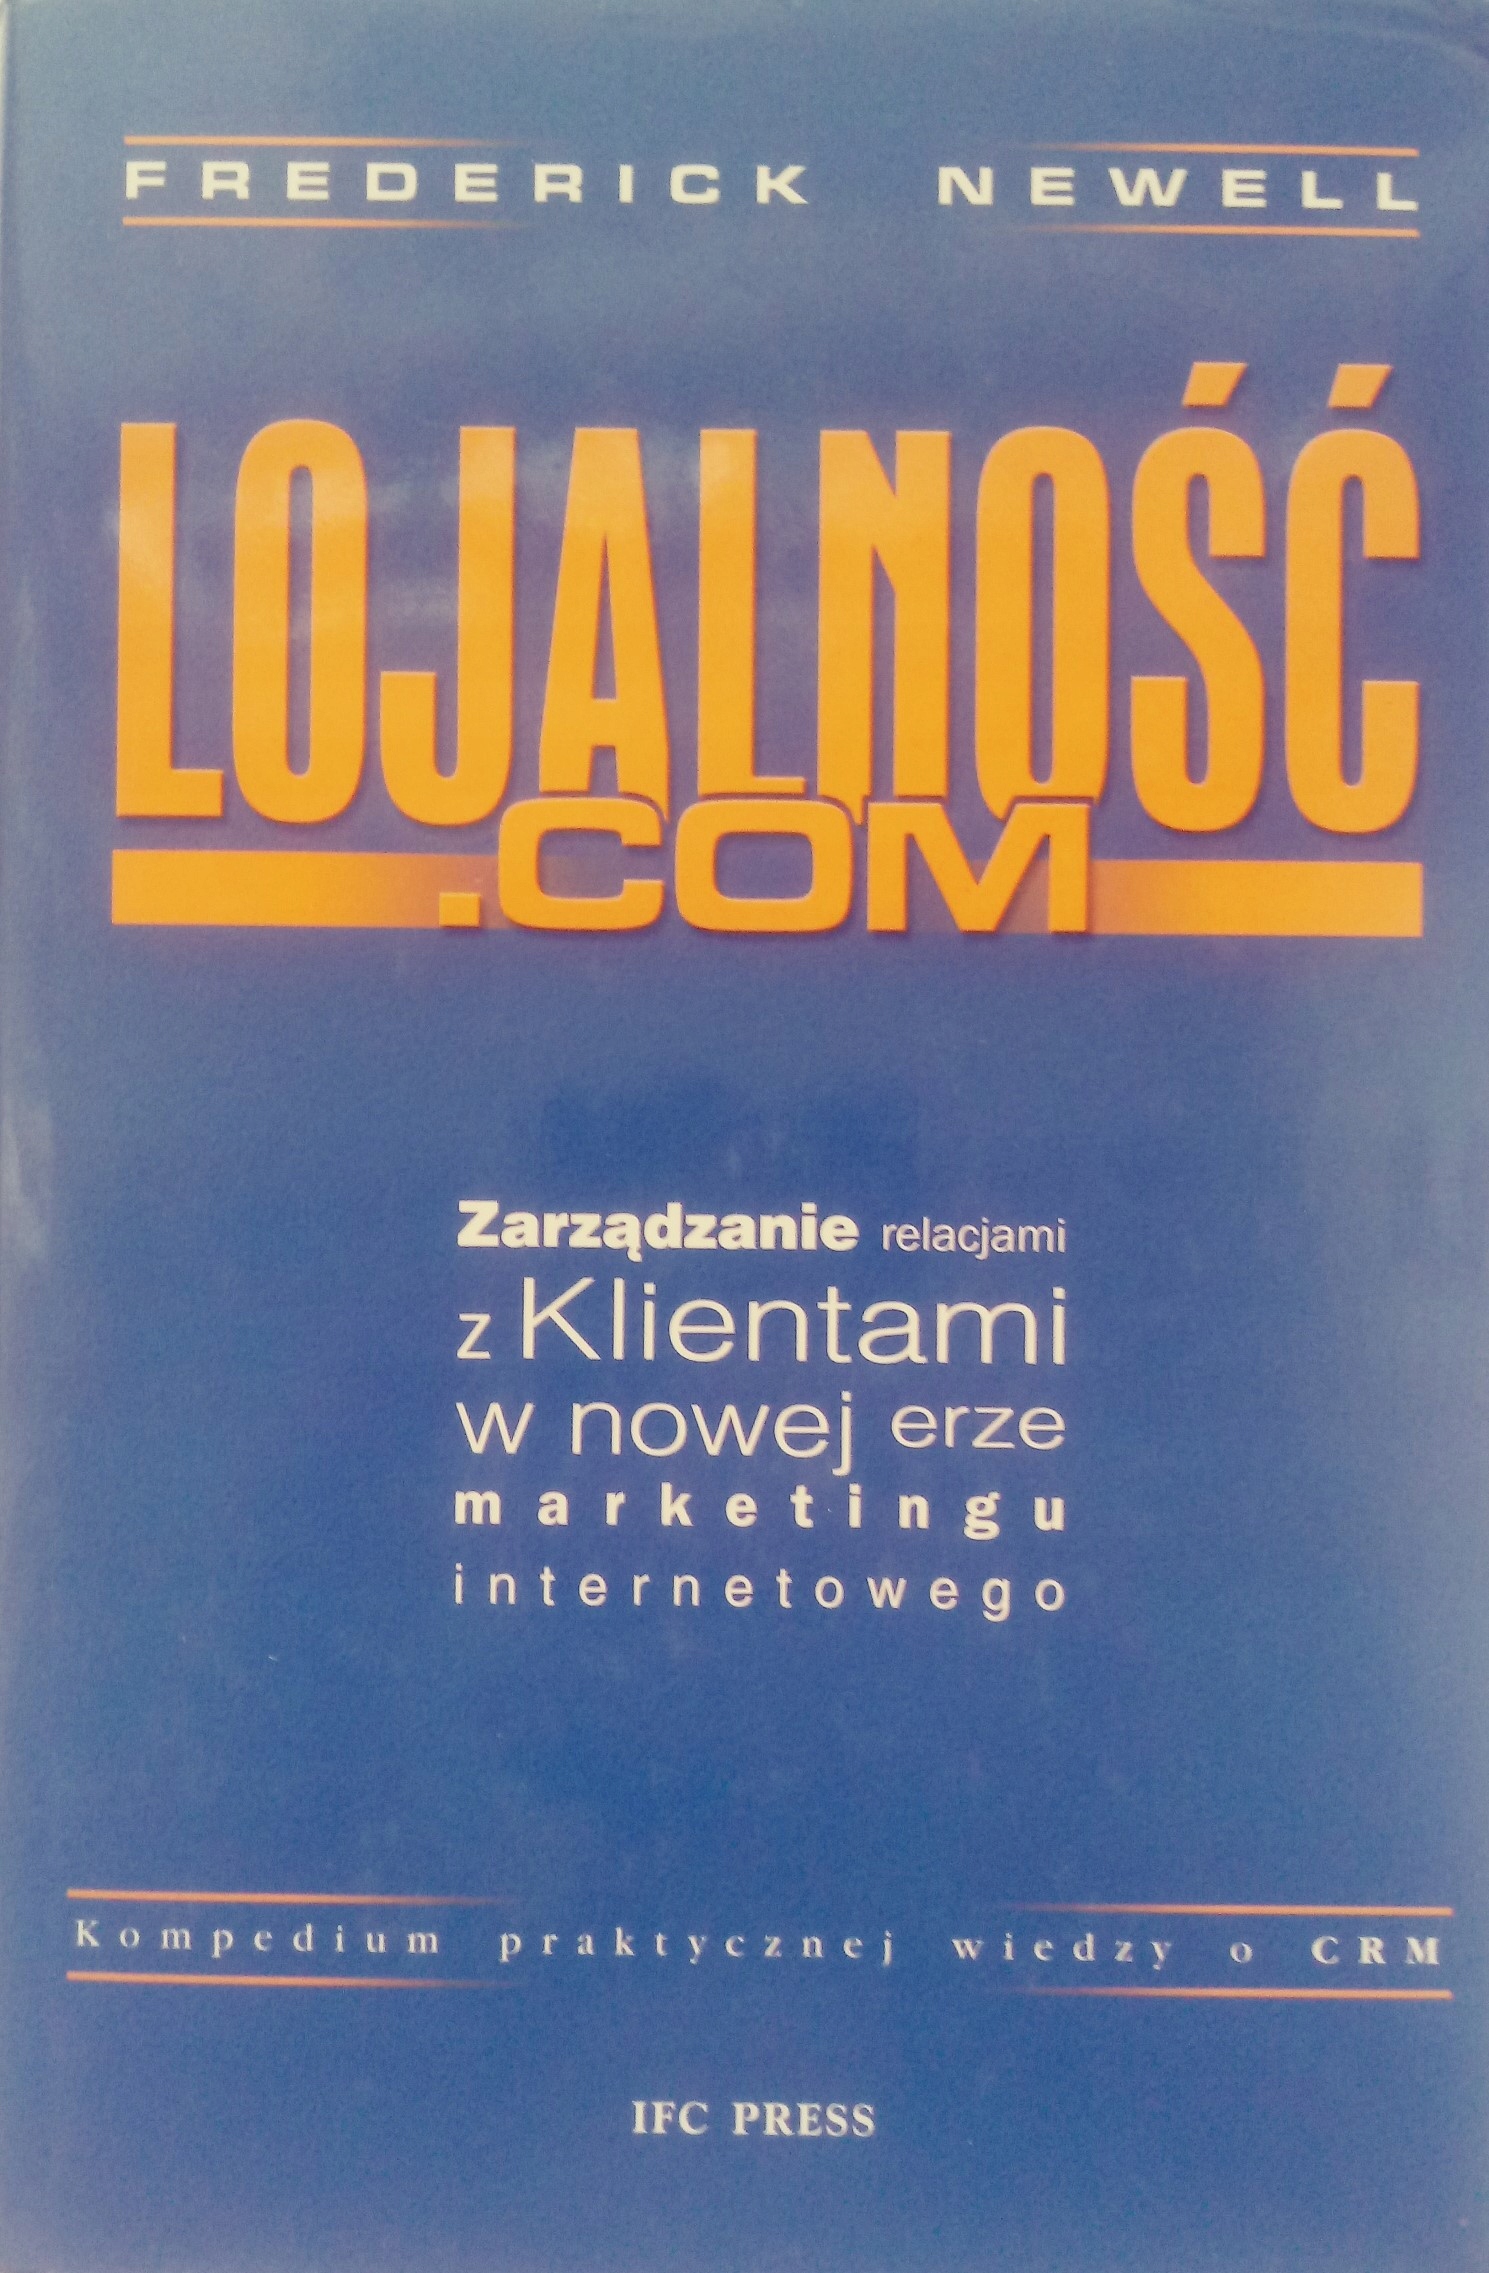 FREDERICK NEWELL
LOJALNOŚĆ
.COM
Zarządzanie relacjami
z Klientami
w nowej erze
marketingu
internetowego
Kompedium praktycznej wiedzy o CRM
IFC PRESS